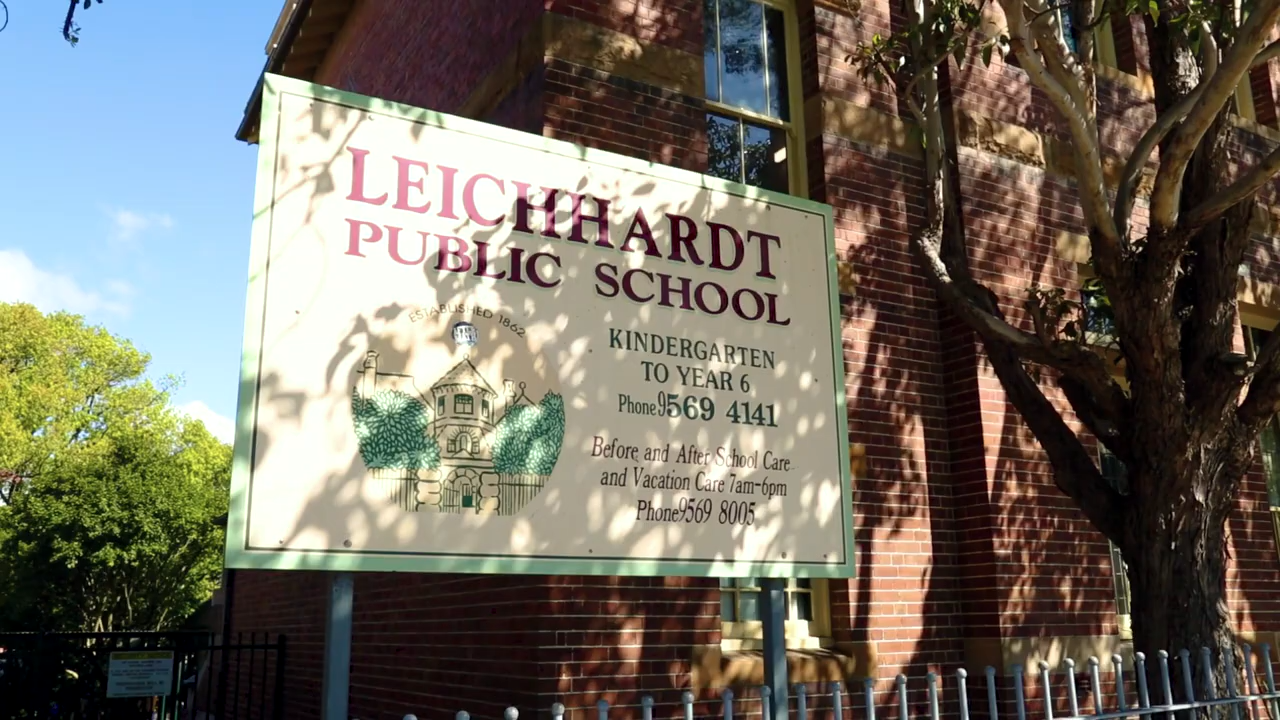 LEICHHARDT
PUBLIC SCHOOL
ESTABLISHED 1862
KINDERGARTEN
TO YEAR 6
Phone 9569 4141
Before and After School Care
and Vacation Care 7am-6pm
Phone 9569 8005